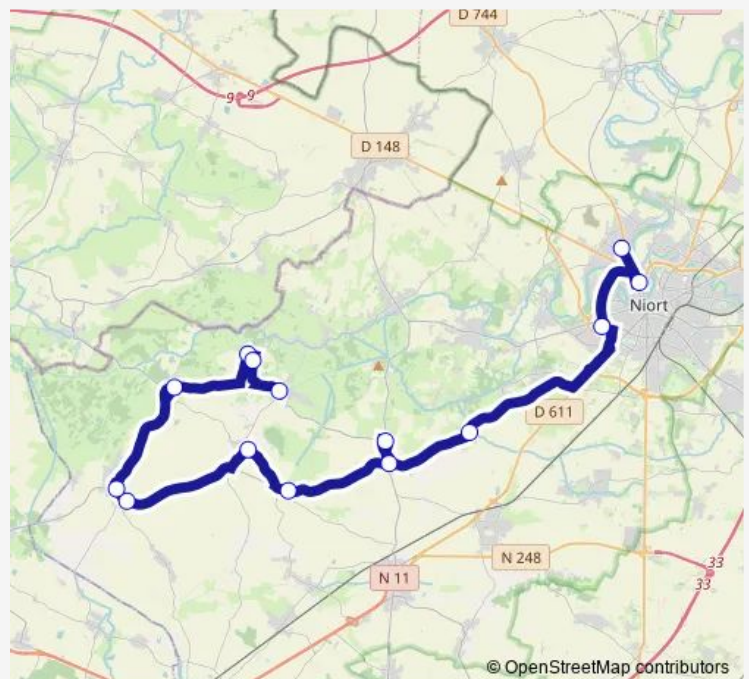 D 744
9 9
D 148
Niort
D 611
N 248
33
33
N 11
© OpenStreetMap contributors